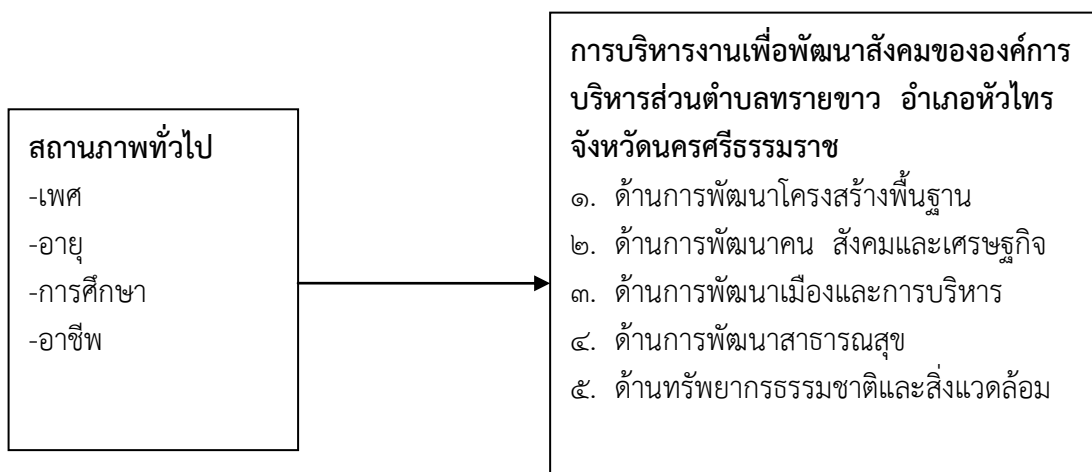 สถานภาพทั่วไป
-เพศ
-อายุ
-การศึกษา
-อาชีพ
การบริหารงานเพื่อพัฒนาสังคมขององค์การ
บริหารส่วนตำบลทรายขาว อำเภอหัวไทร
จังหวัดนครศรีธรรมราช
๑. ด้านการพัฒนาโครงสร้างพื้นฐาน
๒. ด้านการพัฒนาคน สังคมและเศรษฐกิจ
๓. ด้านการพัฒนาเมืองและการบริหาร
๔. ด้านการพัฒนาสาธารณสุข
๕. ด้านทรัพยากรธรรมชาติและสิ่งแวดล้อม